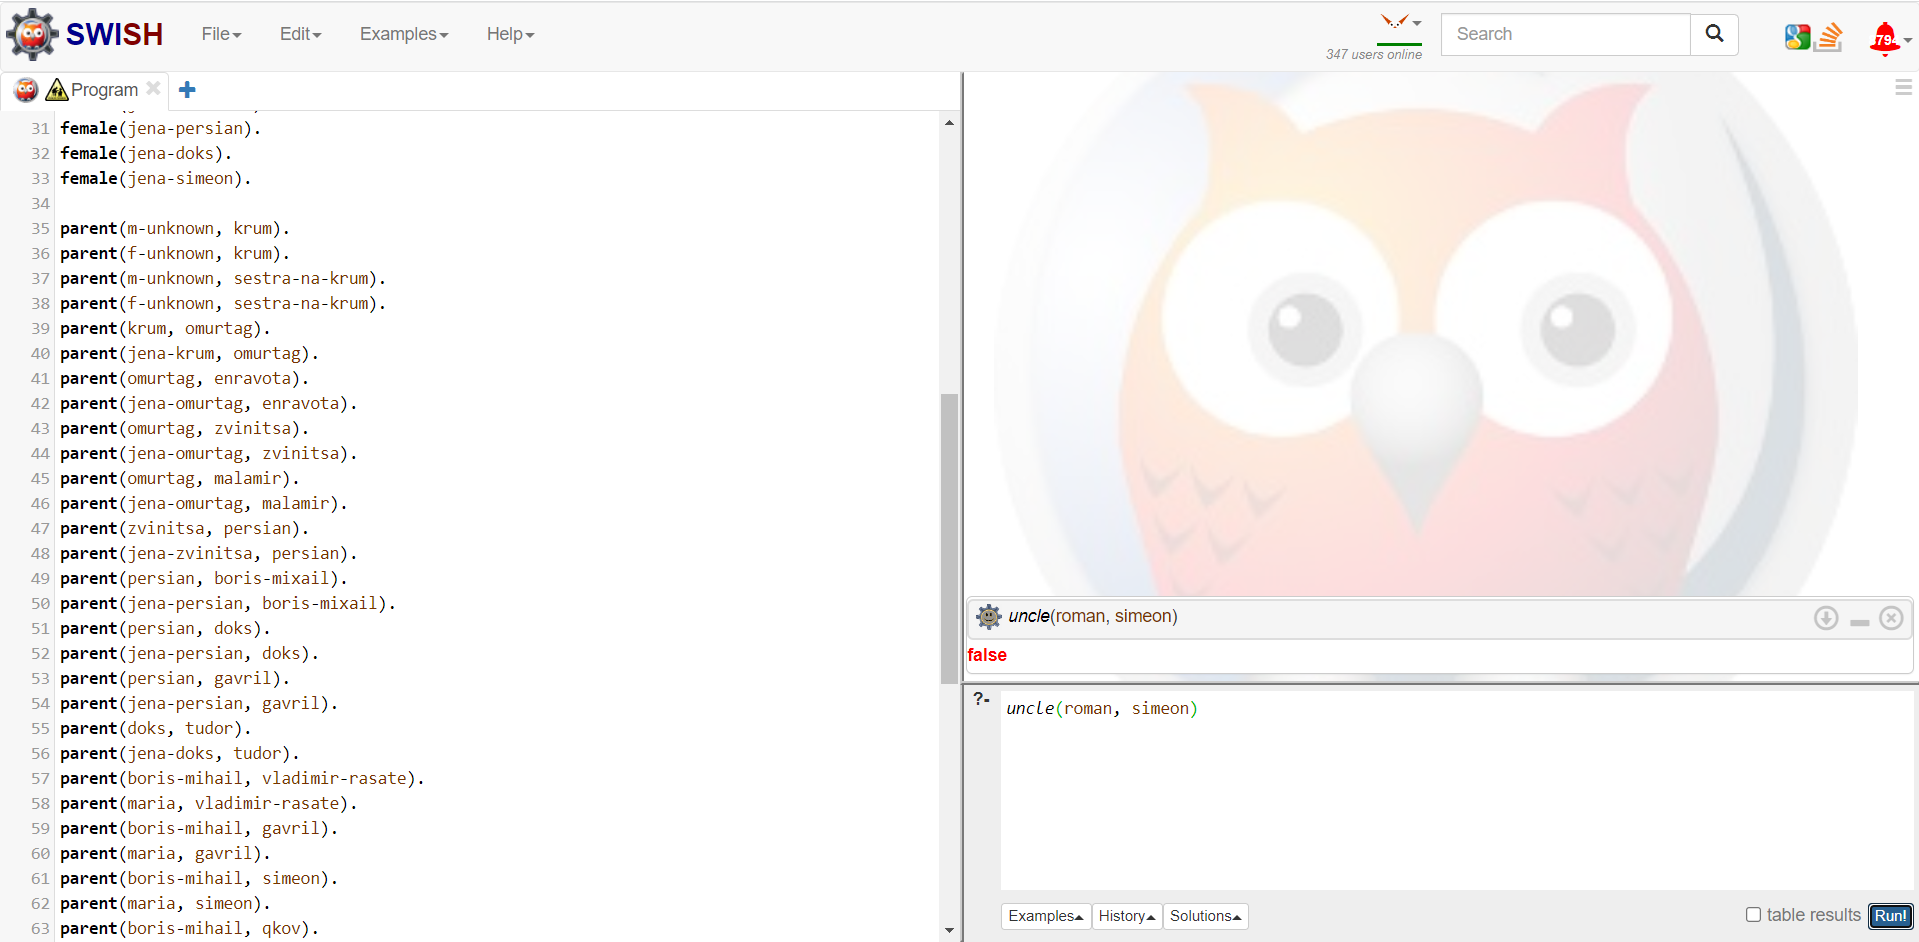 SWISH File Edit Examples Help 347 users online Search 794
Program
31 female(jena-persian).
32 female(jena-doks).
33 female(jena-simeon).
34
35 parent(m-unknown, krum).
36 parent(f-unknown, krum).
37 parent(m-unknown, sestra-na-krum).
38 parent(f-unknown, sestra-na-krum).
39 parent(krum, omurtag).
40 parent(jena-krum, omurtag).
41 parent(omurtag, enravota).
42 parent(jena-omurtag, enravota).
43 parent(omurtag, zvinitsa).
44 parent(jena-omurtag, zvinitsa).
45 parent(omurtag, malamir).
46 parent(jena-omurtag, malamir).
47 parent(zvinitsa, persian).
48 parent(jena-zvinitsa, persian).
49 parent(persian, boris-mixail).
50 parent(jena-persian, boris-mixail).
51 parent(persian, doks).
52 parent(jena-persian, doks).
53 parent(persian, gavril).
54 parent(jena-persian, gavril).
55 parent(doks, tudor).
56 parent(jena-doks, tudor).
57 parent(boris-mihail, vladimir-rasate).
58 parent(maria, vladimir-rasate).
59 parent(boris-mihail, gavril).
60 parent(maria, gavril).
61 parent(boris-mihail, simeon).
62 parent(maria, simeon).
63 parent(boris-mihail, qkov).
uncle(roman, simeon)
false
?- uncle(roman, simeon)
Examples History Solutions table results Run!